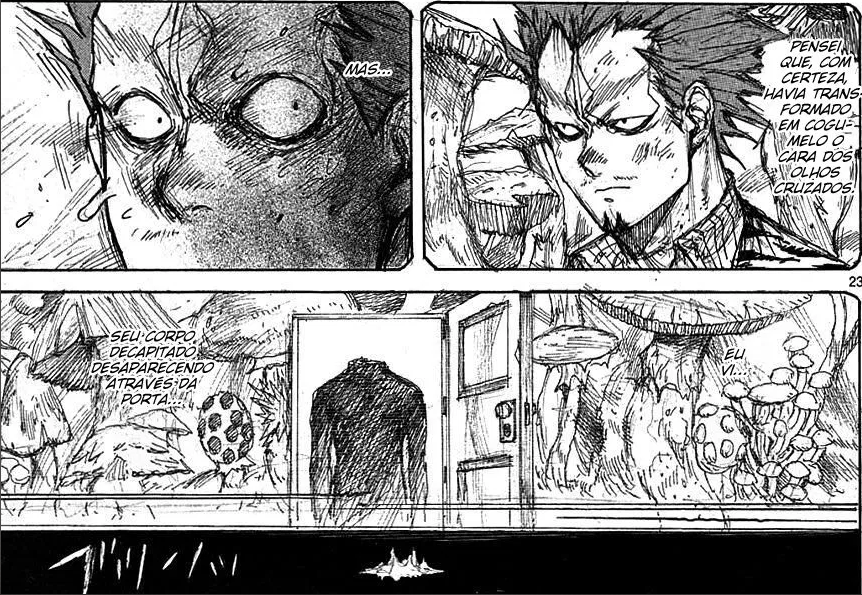 PENSEI
QUE, COM
CERTEZA,
HAVIA TRANS-
FORMADO
EM COGU-
MELO O
CARA DOS
OLHOS
CRUZADOS.
MAS...
23
EU
VI...
SEU CORPO
DECAPITADO
DESAPARECENDO
ATRAVÉS DA
PORTA...